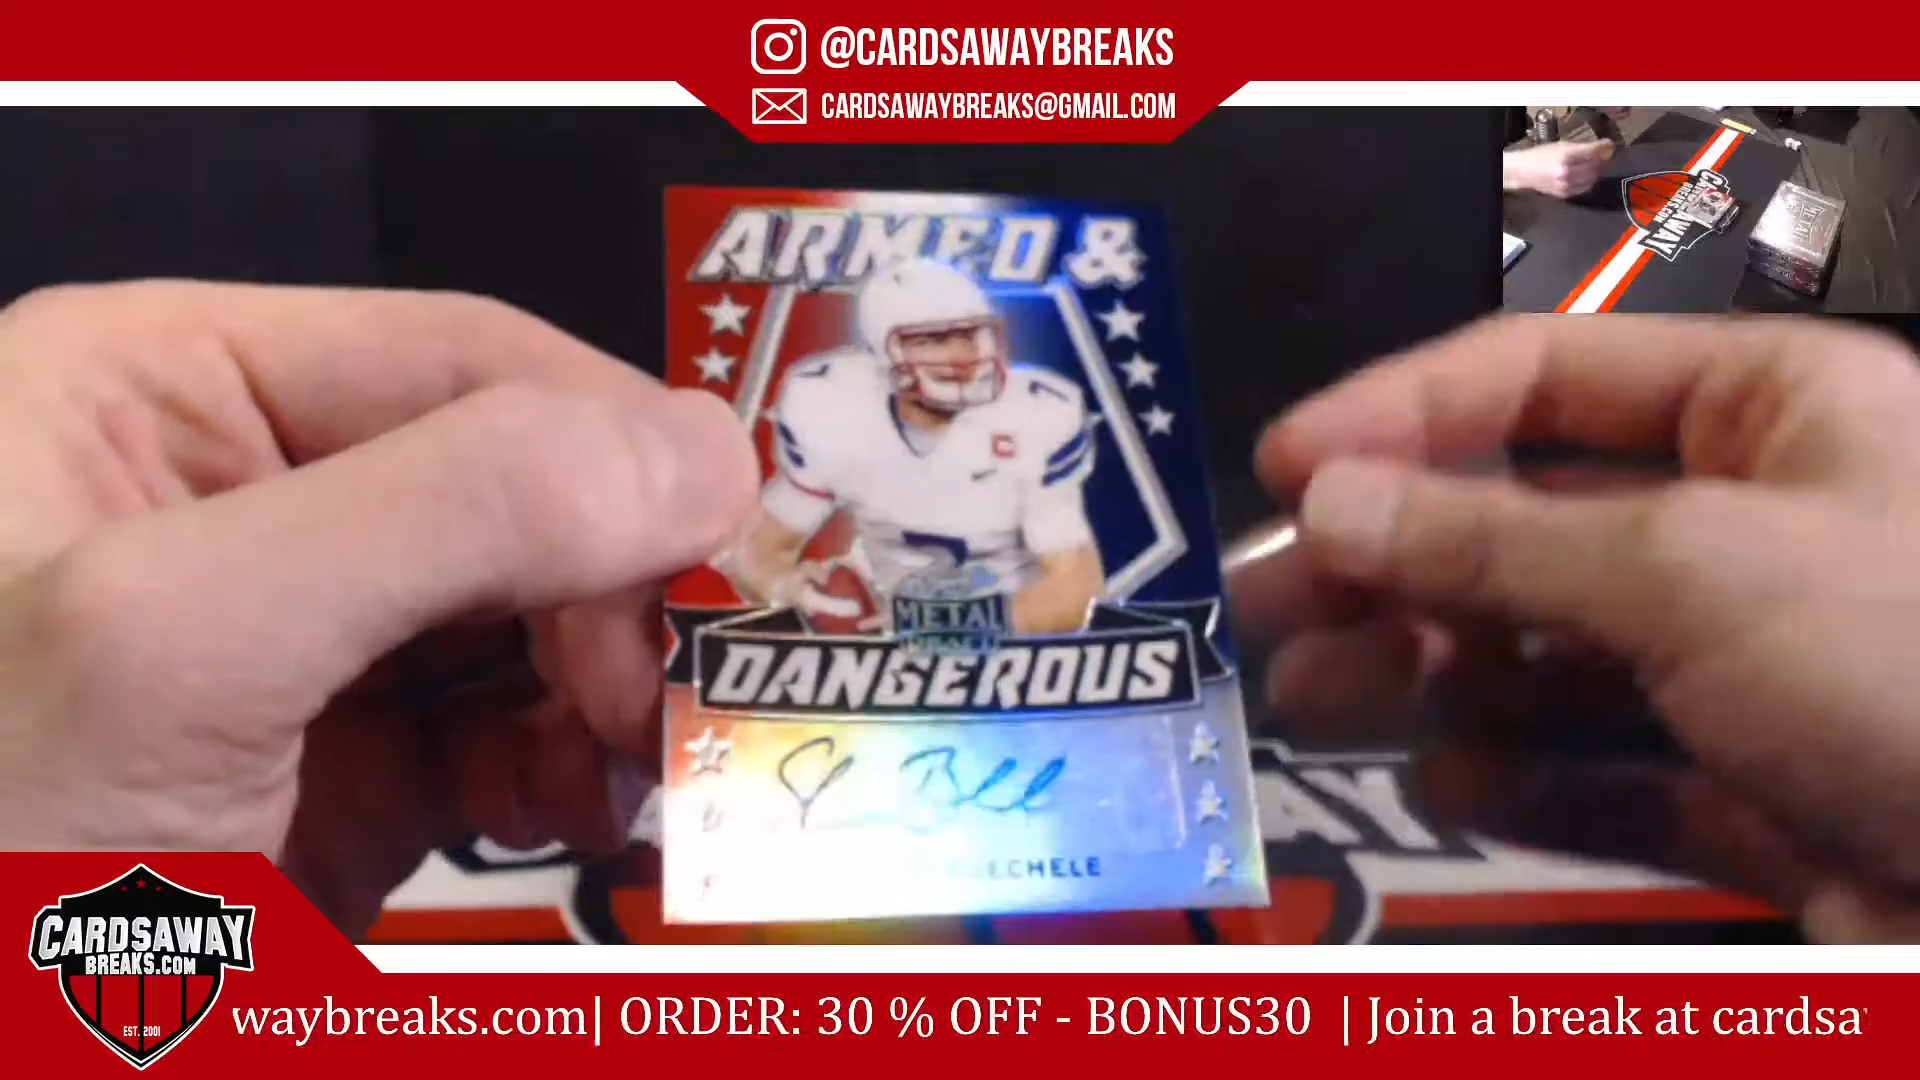 @CARDSAWAYBREAKS
CARDSAWAYBREAKS@GMAIL.COM
ARMED &
METAL
DANGEROUS
CARDSAWAY
BREAKS.COM
EST. 2001
waybreaks.com| ORDER: 30 % OFF - BONUS30 | Join a break at cardsa